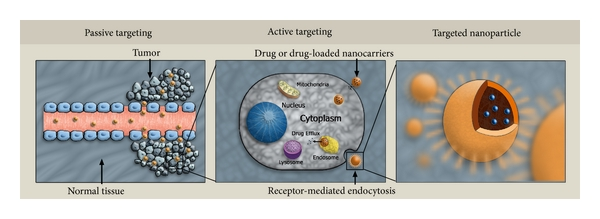 Passive targeting
Active targeting
Targeted nanoparticle
Tumor
Drug or drug-loaded nanocarriers
Mitochondria
Nucleus
Cytoplasm
Drug Efflux
Lysosome
Endosome
Normal tissue
Receptor-mediated endocytosis